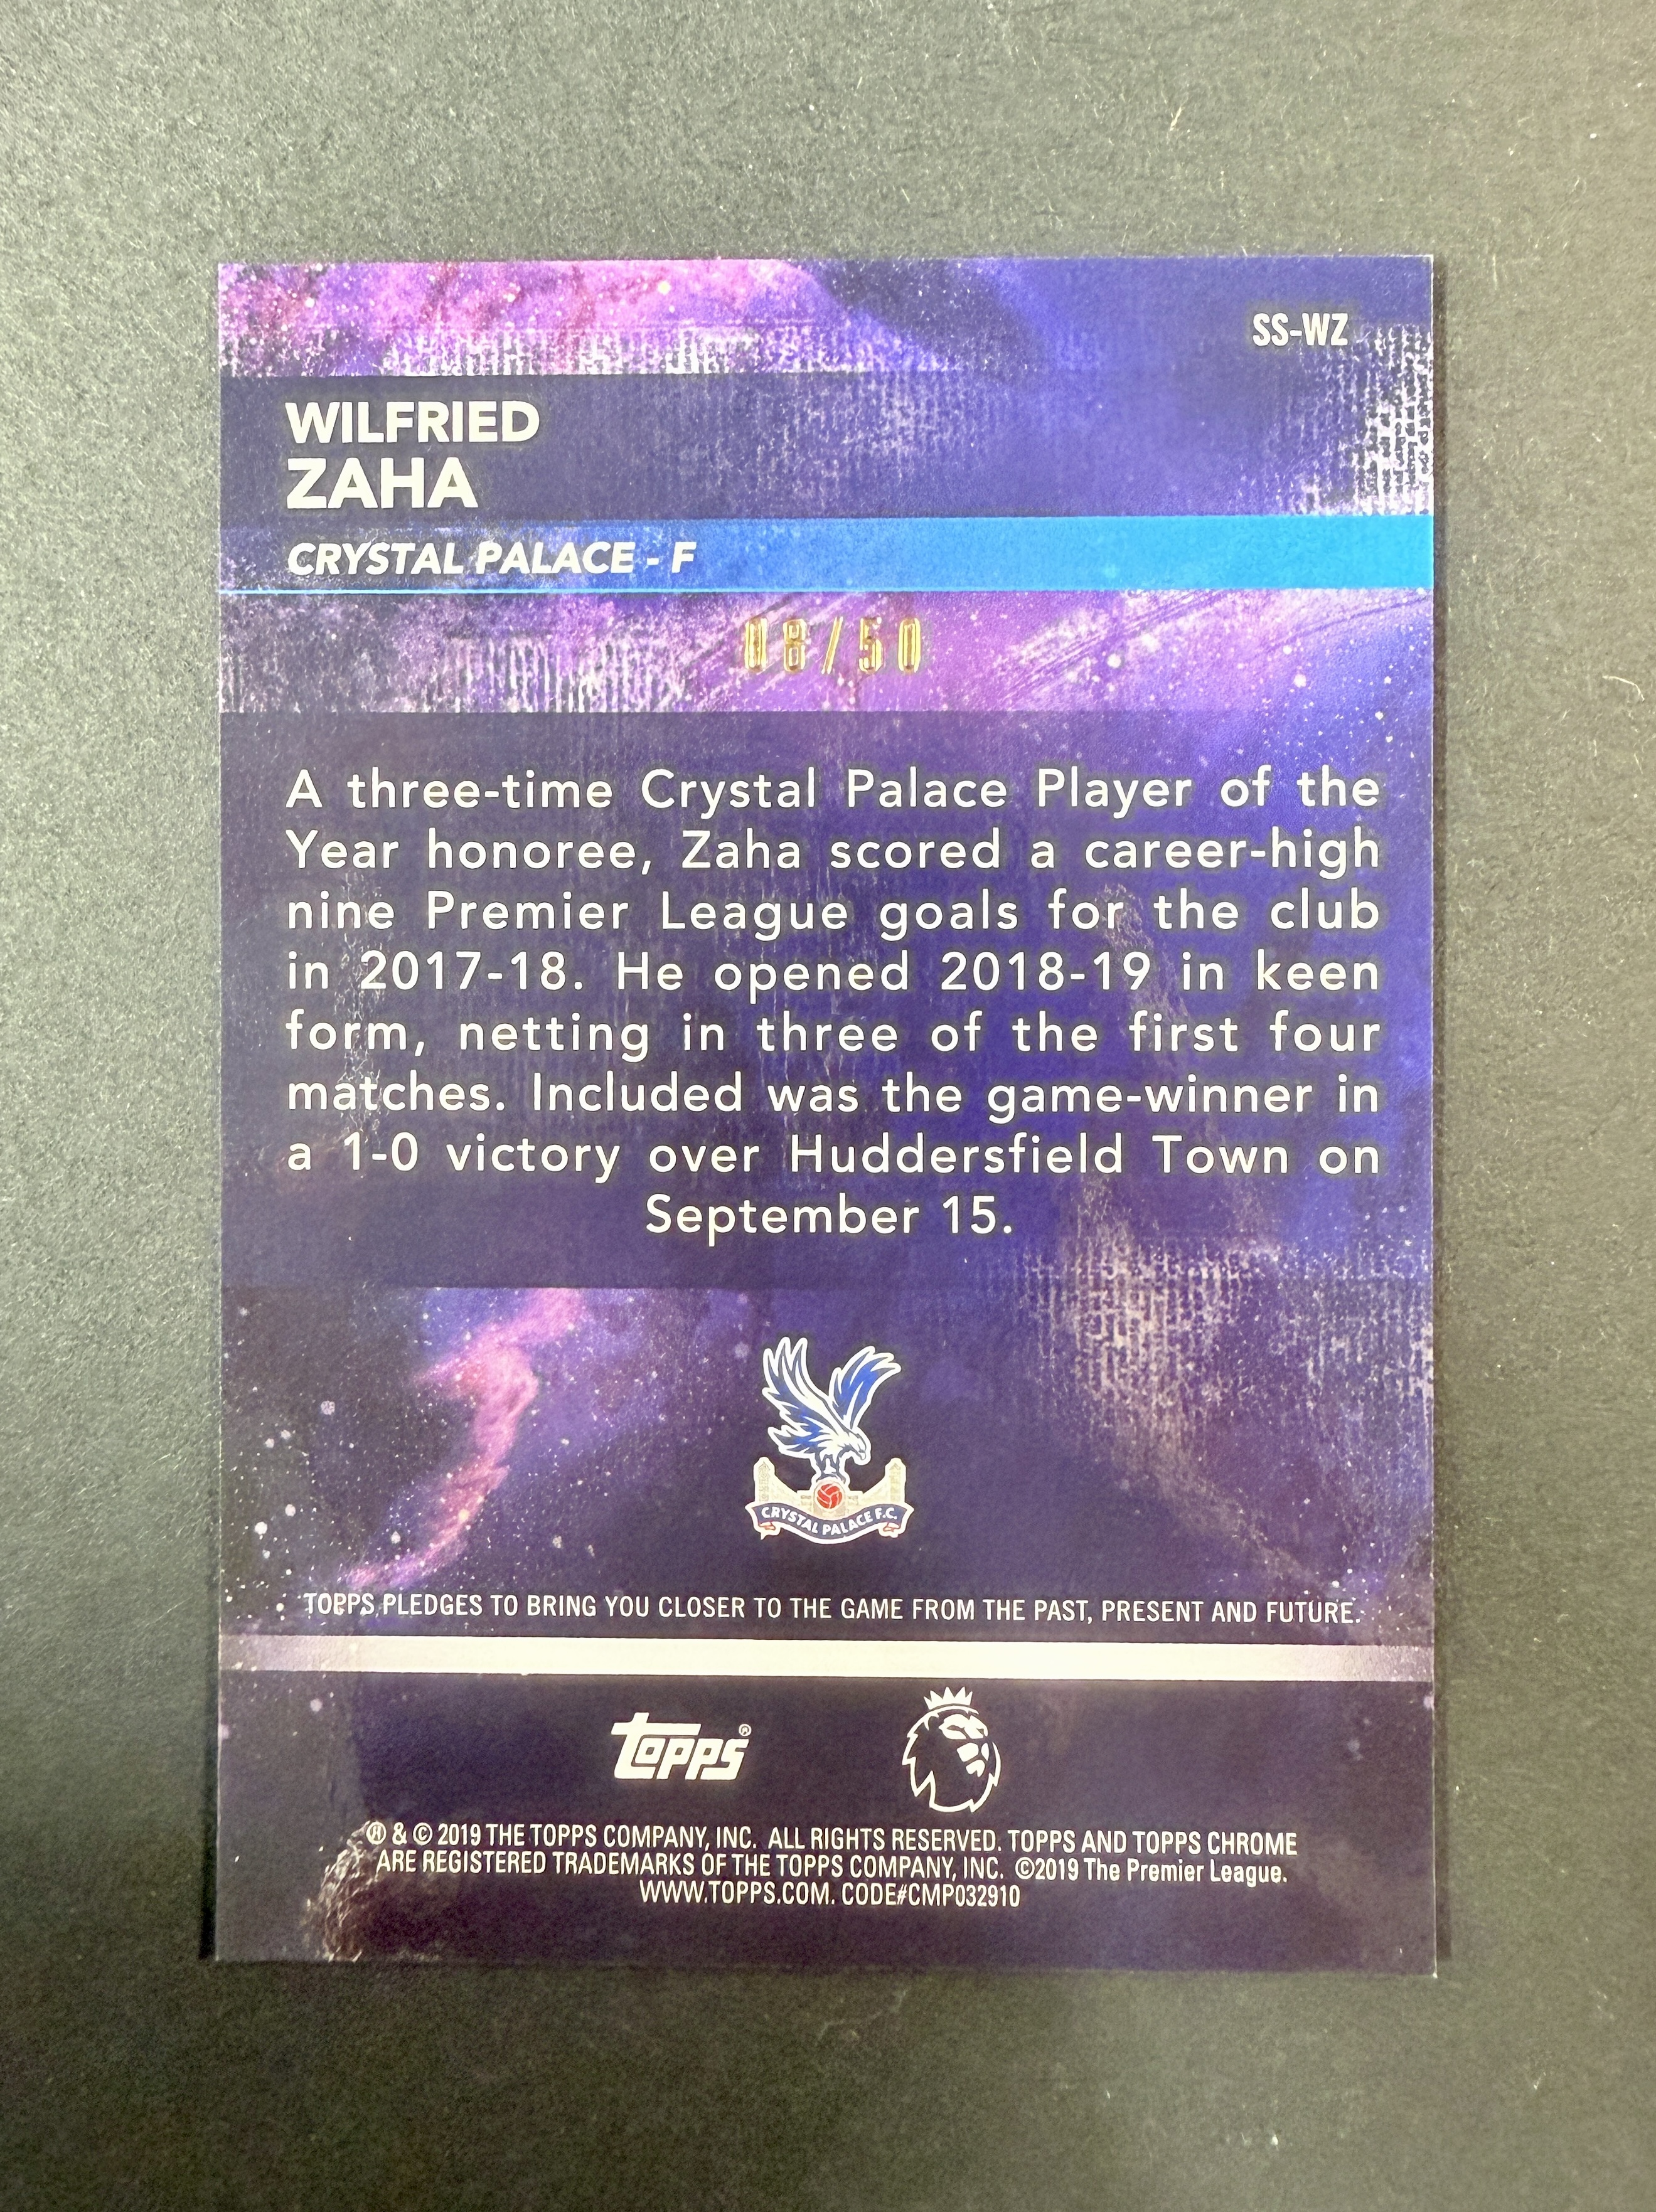 SS-WZ
WILFRIED
ZAHA
CRYSTAL PALACE - F
08/50
A three-time Crystal Palace Player of the
Year honoree, Zaha scored a career-high
nine Premier League goals for the club
in 2017-18. He opened 2018-19 in keen
form, netting in three of the first four
matches. Included was the game-winner in
a 1-0 victory over Huddersfield Town on
September 15.
CRYSTAL PALACE F.C.
TOPPS PLEDGES TO BRING YOU CLOSER TO THE GAME FROM THE PAST, PRESENT AND FUTURE.
topps®
® & © 2019 THE TOPPS COMPANY, INC. ALL RIGHTS RESERVED. TOPPS AND TOPPS CHROME
ARE REGISTERED TRADEMARKS OF THE TOPPS COMPANY, INC. ©2019 The Premier League.
WWW.TOPPS.COM. CODE#CMP032910